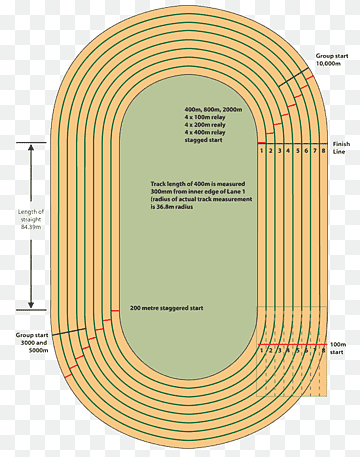 Group start
10,000m
400m, 800m, 2000m
4 x 100m relay
4 x 200m realy
4 x 400m relay
stagged start
Finish
Line
1 2 3 4 5 6 7 8
Track length of 400m is measured
300mm from inner edge of Lane 1
(radius of actual track measurement
is 36.8m radius
Length of
straight
84.39m
200 metre staggered start
Group start
3000 and
5000m
100m
start
1 2 3 4 5 6 7 8